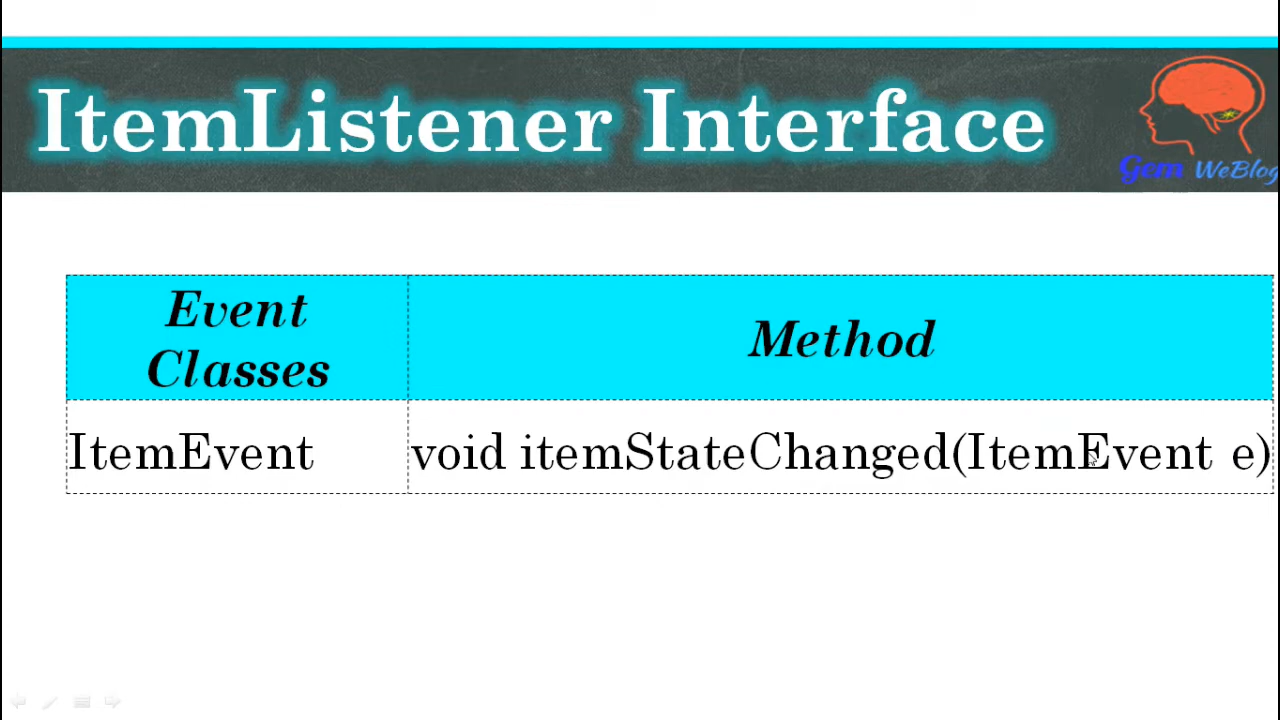 ItemListener Interface
Gem WeBlog
Event
Classes
Method
ItemEvent
void itemStateChanged(ItemEvent e)